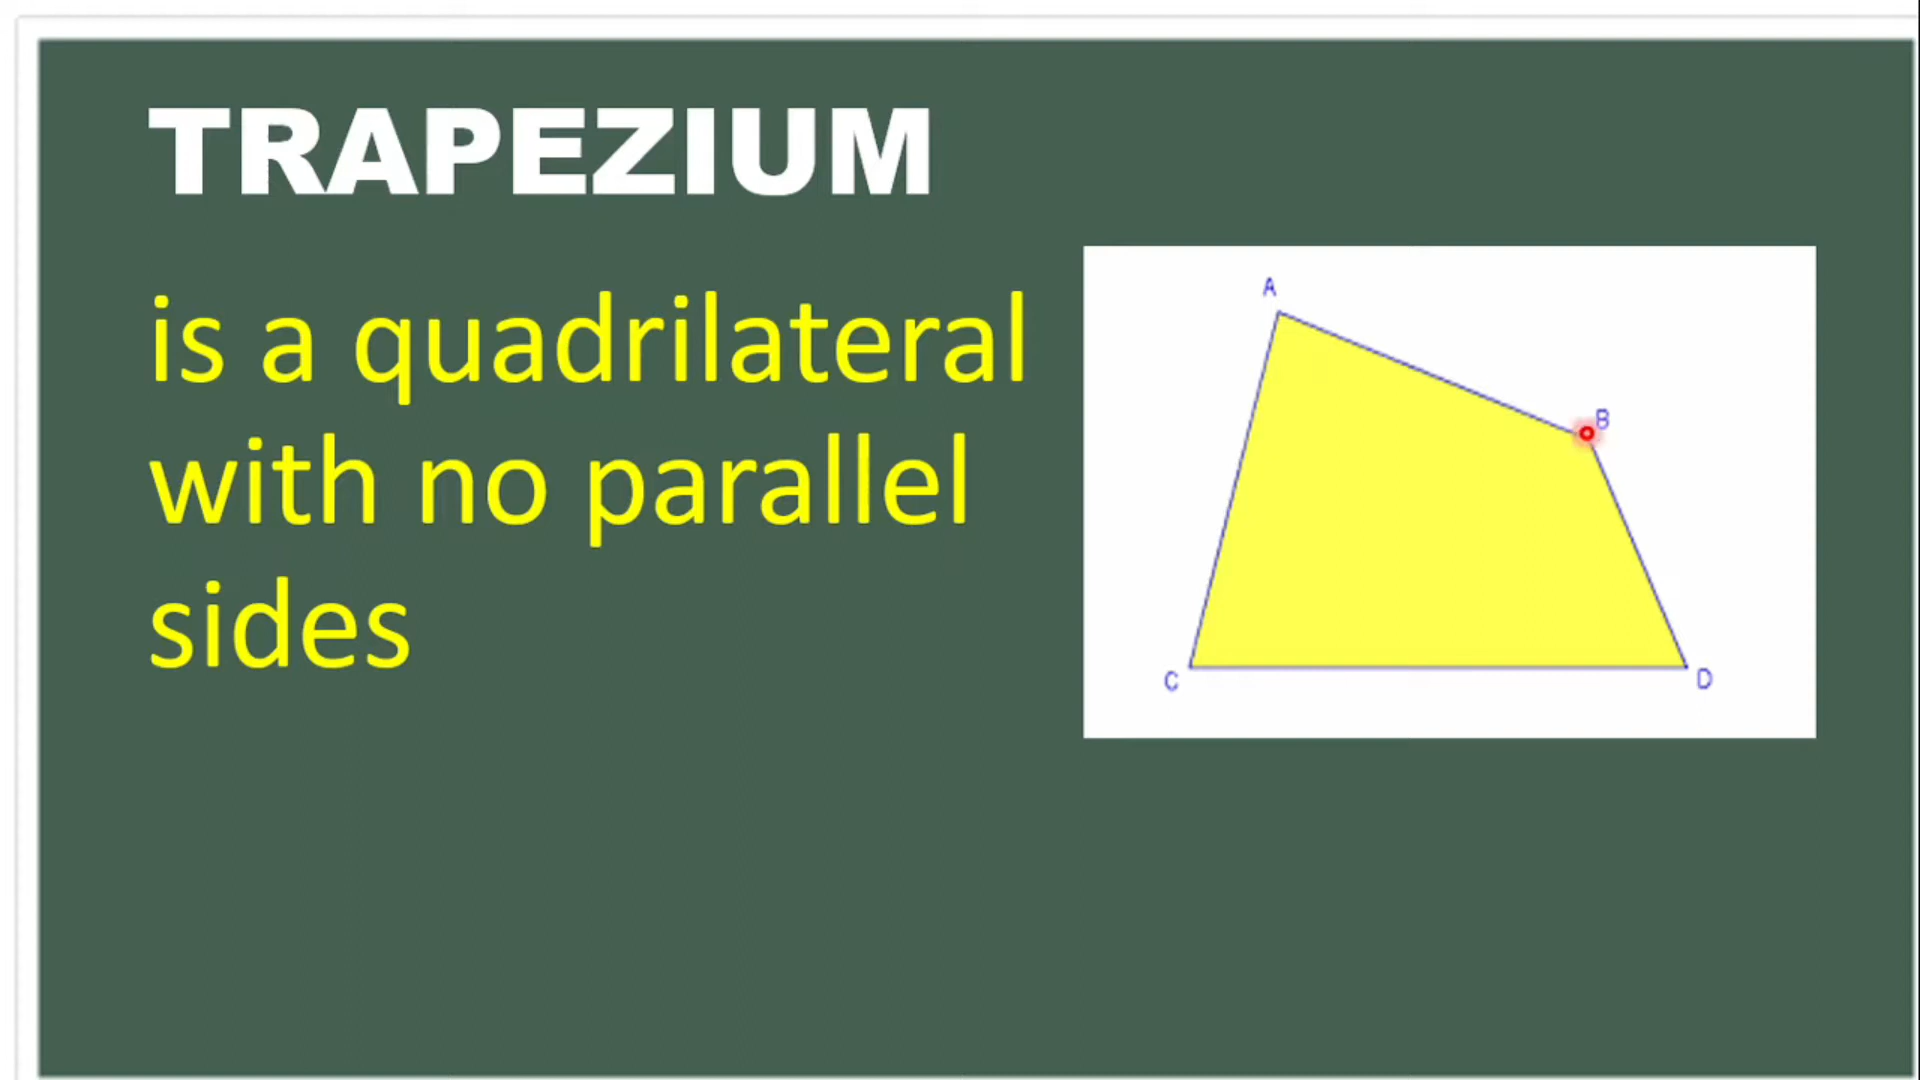 TRAPEZIUM
is a quadrilateral
with no parallel
sides
A
B
C
D